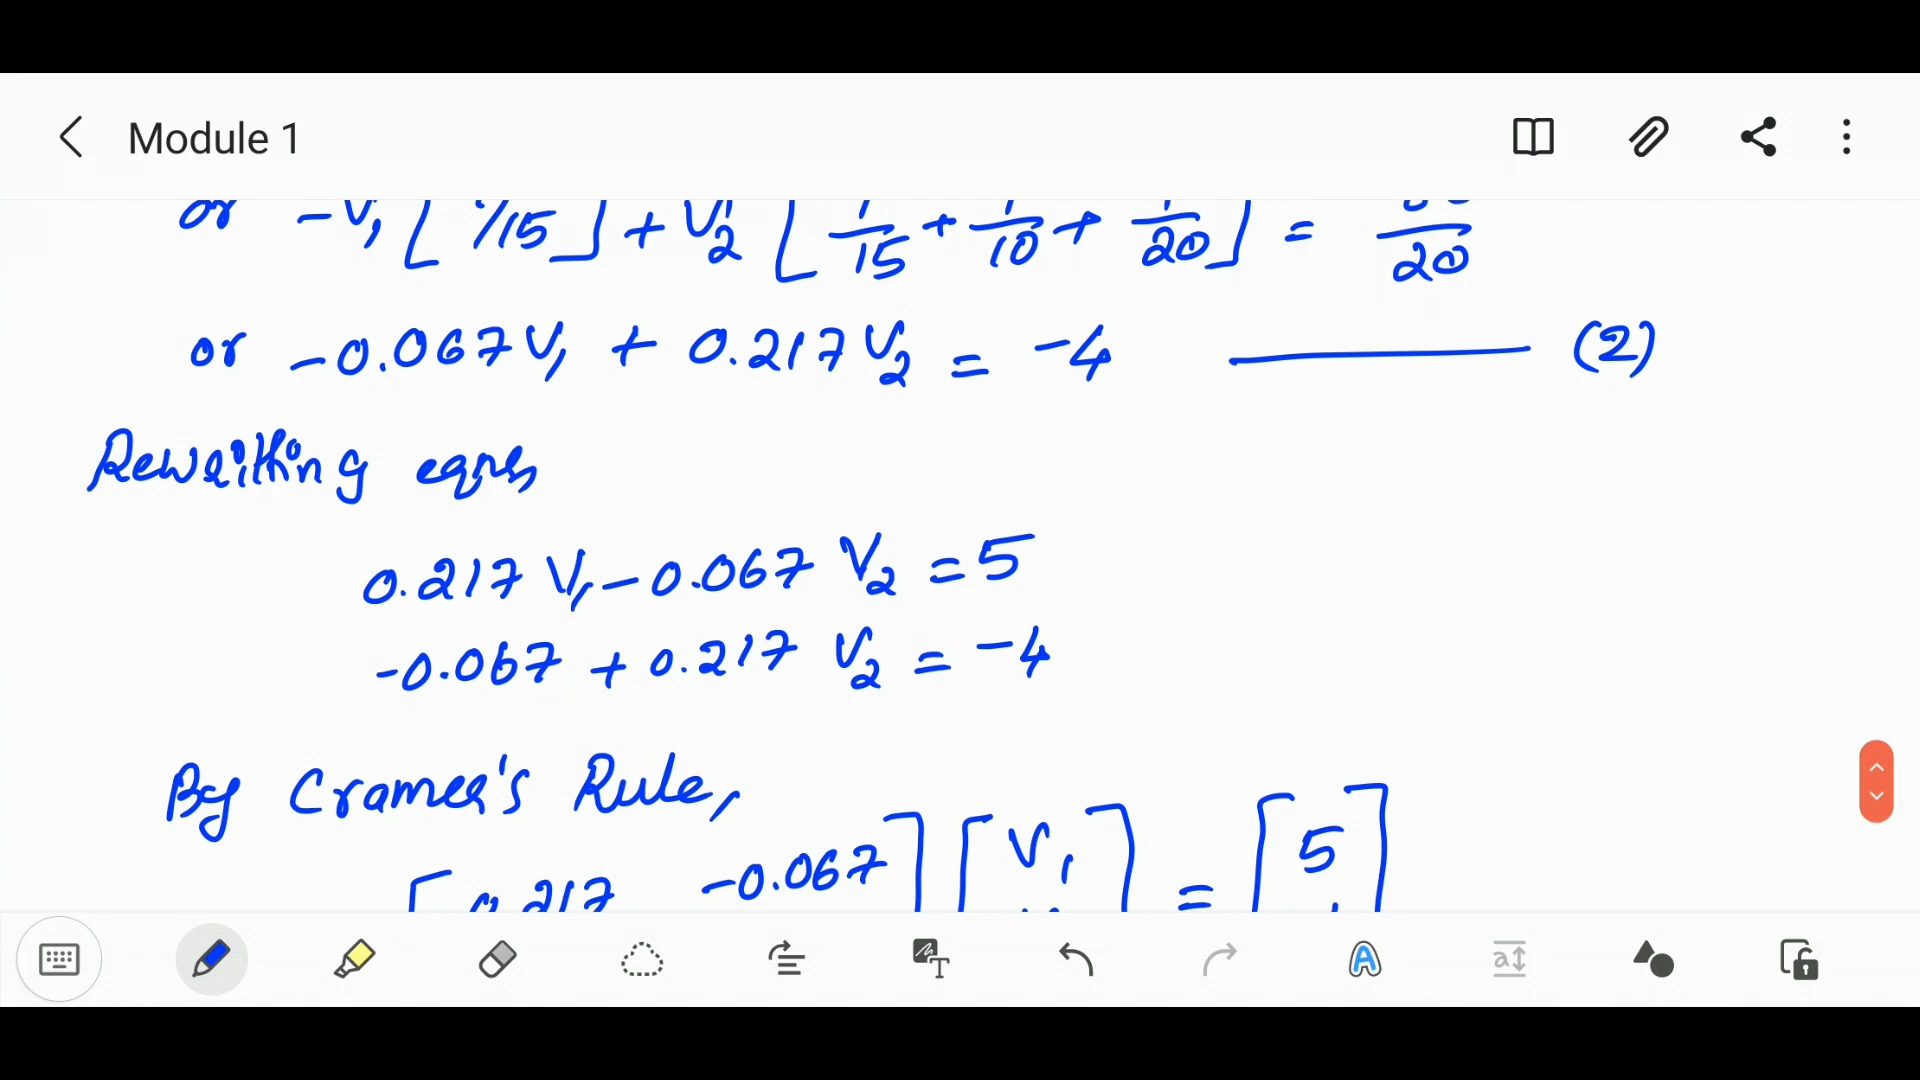 Module 1
or -V₁ [ 1/15 ] + V₂ [ 1/15 + 1/10 + 1/20 ] = /20
or -0.067 V₁ + 0.217 V₂ = -4 ——— (2)
Rewriting eqns
0.217 V₁ - 0.067 V₂ = 5
-0.067 + 0.217 V₂ = -4
By Cramer's Rule,
[ 0.217 -0.067 ] [ V₁ ] = [ 5 ]